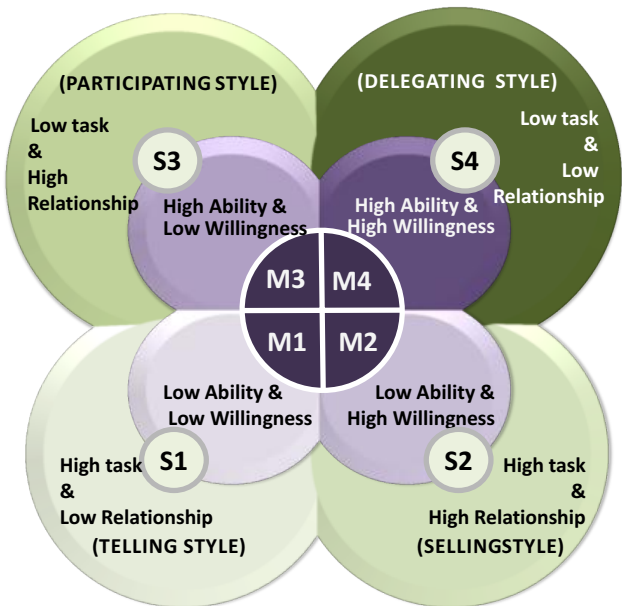 (PARTICIPATING STYLE)
Low task
&
High
Relationship
S3
High Ability &
Low Willingness
(DELEGATING STYLE)
Low task
&
Low
Relationship
S4
High Ability &
High Willingness
M3
M4
M1
M2
Low Ability &
Low Willingness
S1
High task
&
Low Relationship
(TELLING STYLE)
Low Ability &
High Willingness
S2
High task
&
High Relationship
(SELLINGSTYLE)